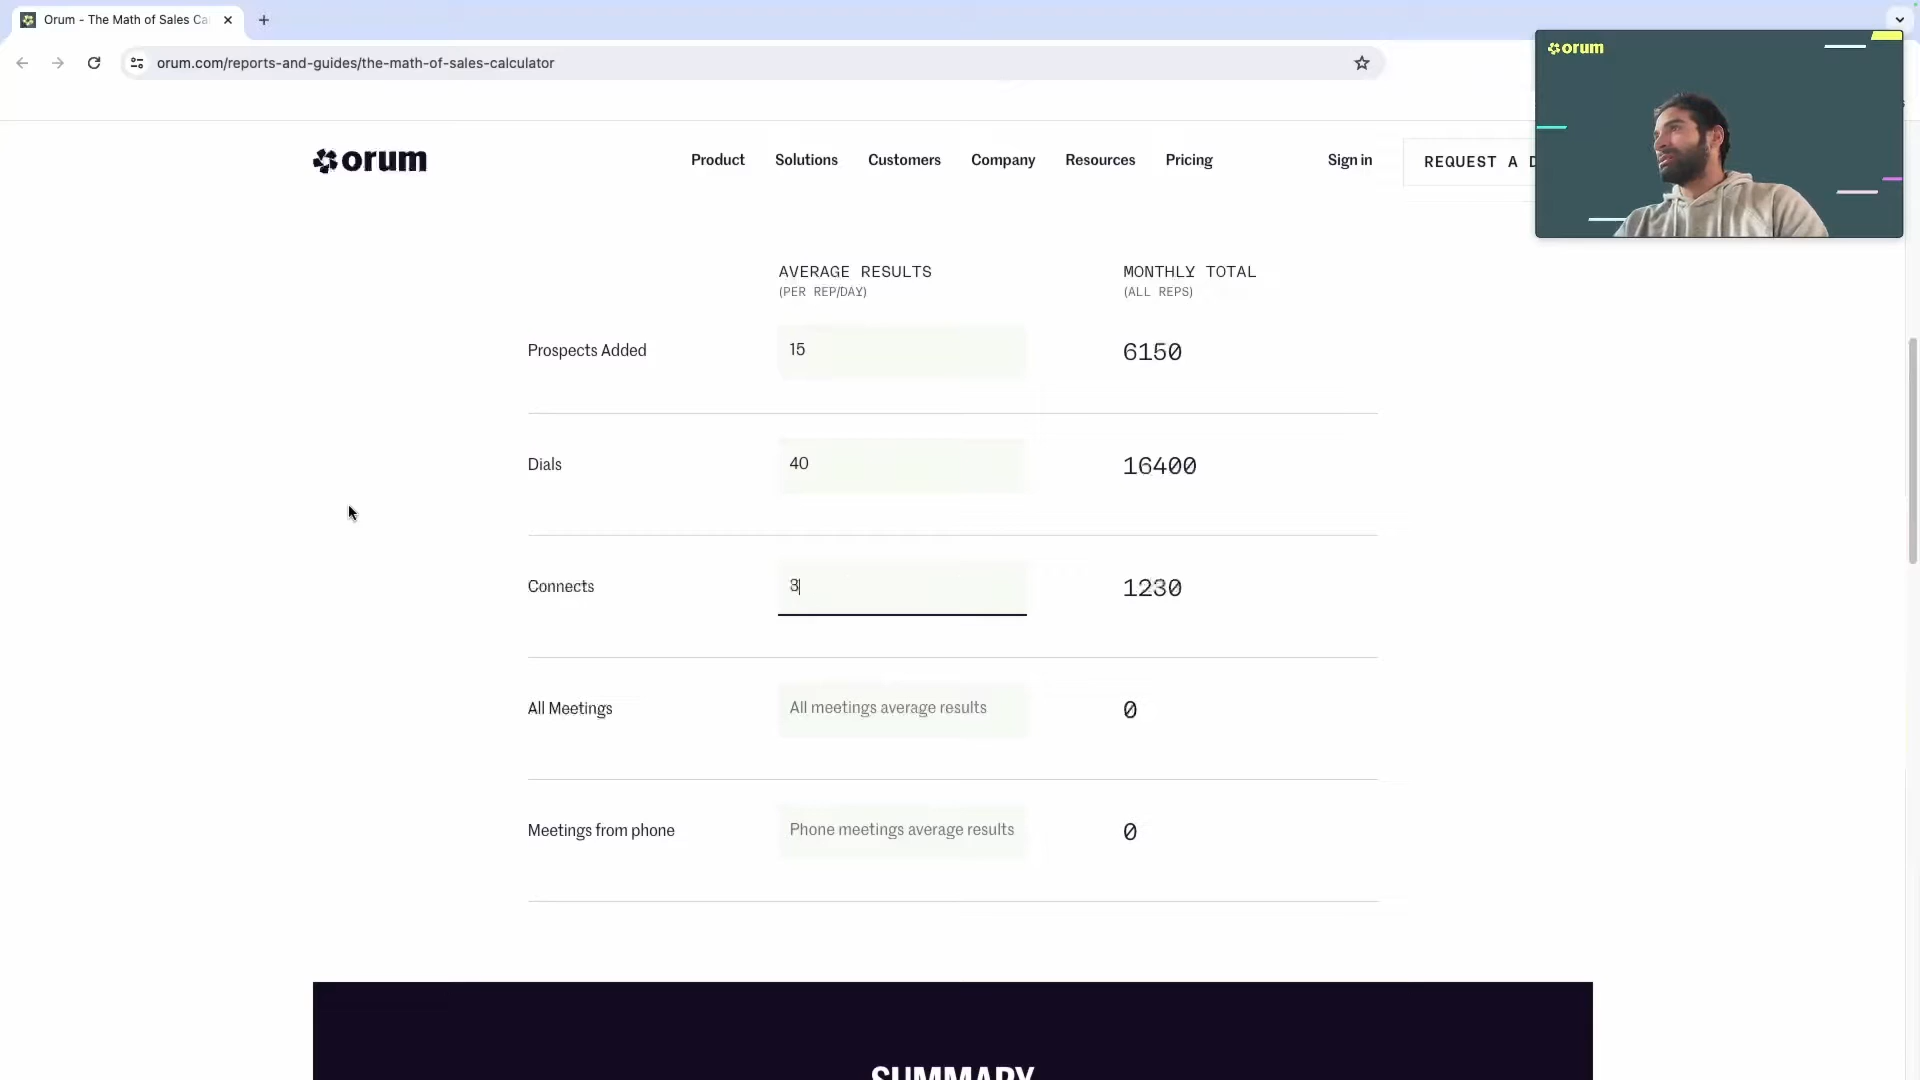 Orum - The Math of Sales Ca
orum.com/reports-and-guides/the-math-of-sales-calculator
orum
orum
Product
Solutions
Customers
Company
Resources
Pricing
Sign in
REQUEST A D
AVERAGE RESULTS
(PER REP/DAY)
MONTHLY TOTAL
(ALL REPS)
Prospects Added
15
6150
Dials
40
16400
Connects
3
1230
All Meetings
All meetings average results
0
Meetings from phone
Phone meetings average results
0
SUMMARY